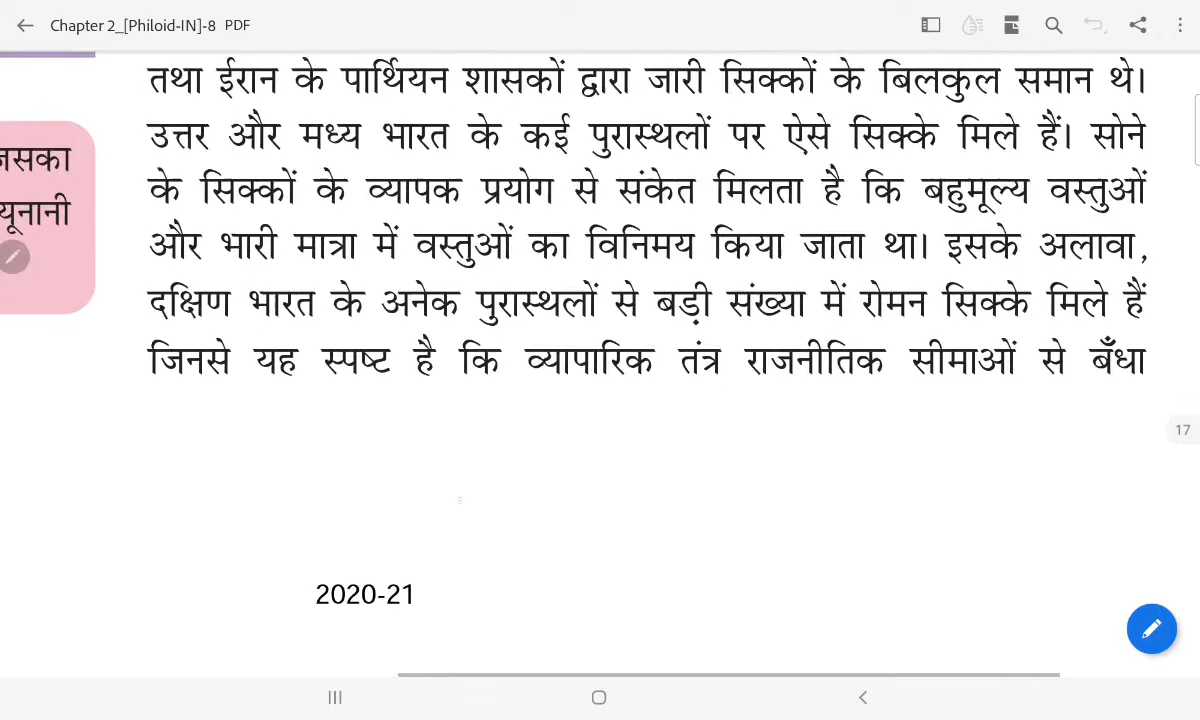 Chapter 2_[Philoid-IN]-8 PDF
तथा ईरान के पार्थियन शासकों द्वारा जारी सिक्कों के बिलकुल समान थे।
उत्तर और मध्य भारत के कई पुरास्थलों पर ऐसे सिक्के मिले हैं। सोने
के सिक्कों के व्यापक प्रयोग से संकेत मिलता है कि बहुमूल्य वस्तुओं
और भारी मात्रा में वस्तुओं का विनिमय किया जाता था। इसके अलावा,
दक्षिण भारत के अनेक पुरास्थलों से बड़ी संख्या में रोमन सिक्के मिले हैं
जिनसे यह स्पष्ट है कि व्यापारिक तंत्र राजनीतिक सीमाओं से बँधा
यूनानी
17
2020-21